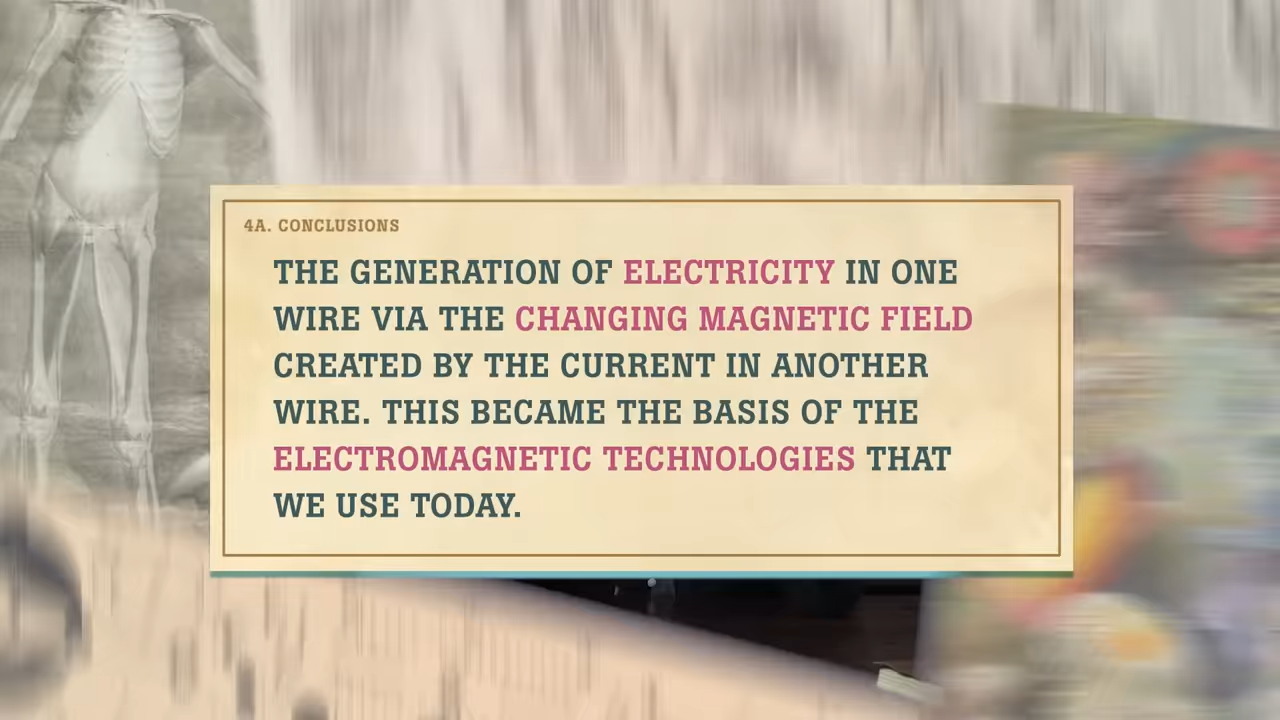 4A. CONCLUSIONS
THE GENERATION OF ELECTRICITY IN ONE
WIRE VIA THE CHANGING MAGNETIC FIELD
CREATED BY THE CURRENT IN ANOTHER
WIRE. THIS BECAME THE BASIS OF THE
ELECTROMAGNETIC TECHNOLOGIES THAT
WE USE TODAY.